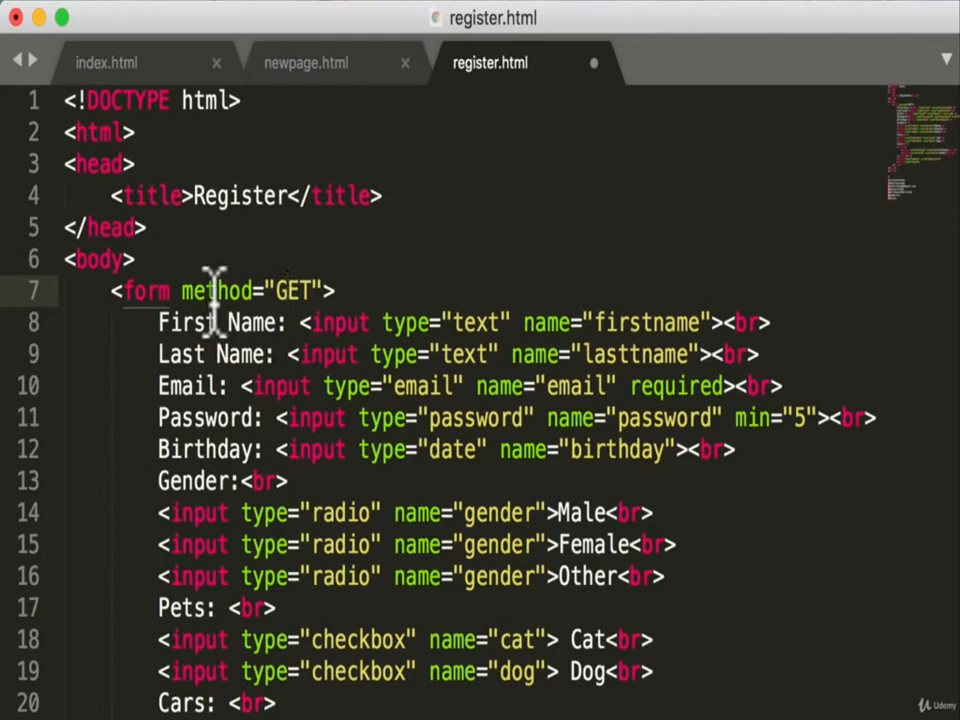 register.html
index.html × newpage.html × register.html
1 <!DOCTYPE html>
2 <html>
3 <head>
4 <title>Register</title>
5 </head>
6 <body>
7 <form method="GET">
8 First Name: <input type="text" name="firstname"><br>
9 Last Name: <input type="text" name="lasttname"><br>
10 Email: <input type="email" name="email" required><br>
11 Password: <input type="password" name="password" min="5"><br>
12 Birthday: <input type="date" name="birthday"><br>
13 Gender:<br>
14 <input type="radio" name="gender">Male<br>
15 <input type="radio" name="gender">Female<br>
16 <input type="radio" name="gender">Other<br>
17 Pets: <br>
18 <input type="checkbox" name="cat"> Cat<br>
19 <input type="checkbox" name="dog"> Dog<br>
20 Cars: <br>
Udemy